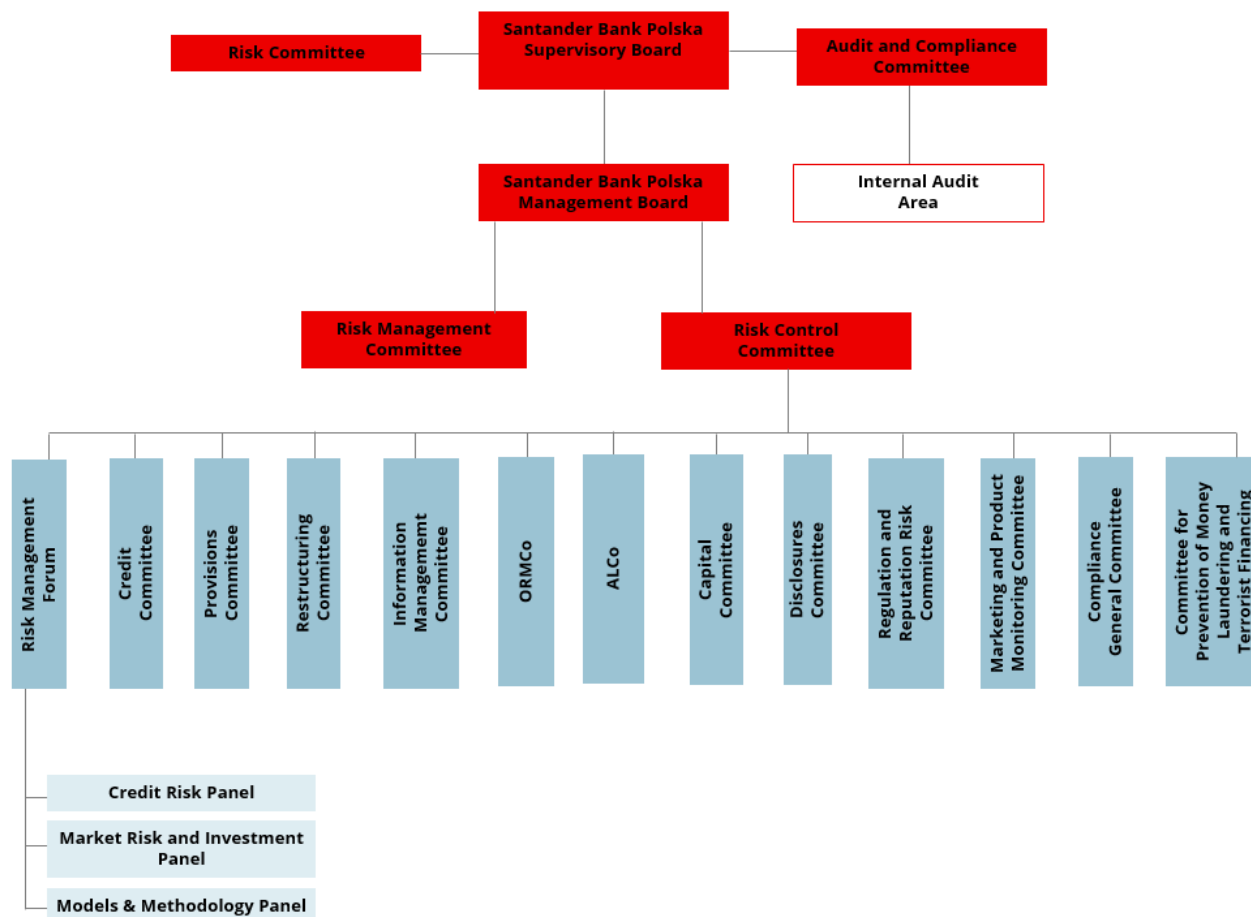 Risk Committee
Santander Bank Polska
Supervisory Board
Audit and Compliance
Committee
Santander Bank Polska
Management Board
Internal Audit
Area
Risk Management
Committee
Risk Control
Committee
Risk Management
Forum
Credit
Committee
Provisions
Committee
Restructuring
Committee
Information
Management
Committee
ORMCo
ALCo
Capital
Committee
Disclosures
Committee
Regulation and
Reputation Risk
Committee
Marketing and Product
Monitoring Committee
Compliance
General Committee
Committee for
Prevention of Money
Laundering and
Terrorist Financing
Credit Risk Panel
Market Risk and Investment
Panel
Models & Methodology Panel